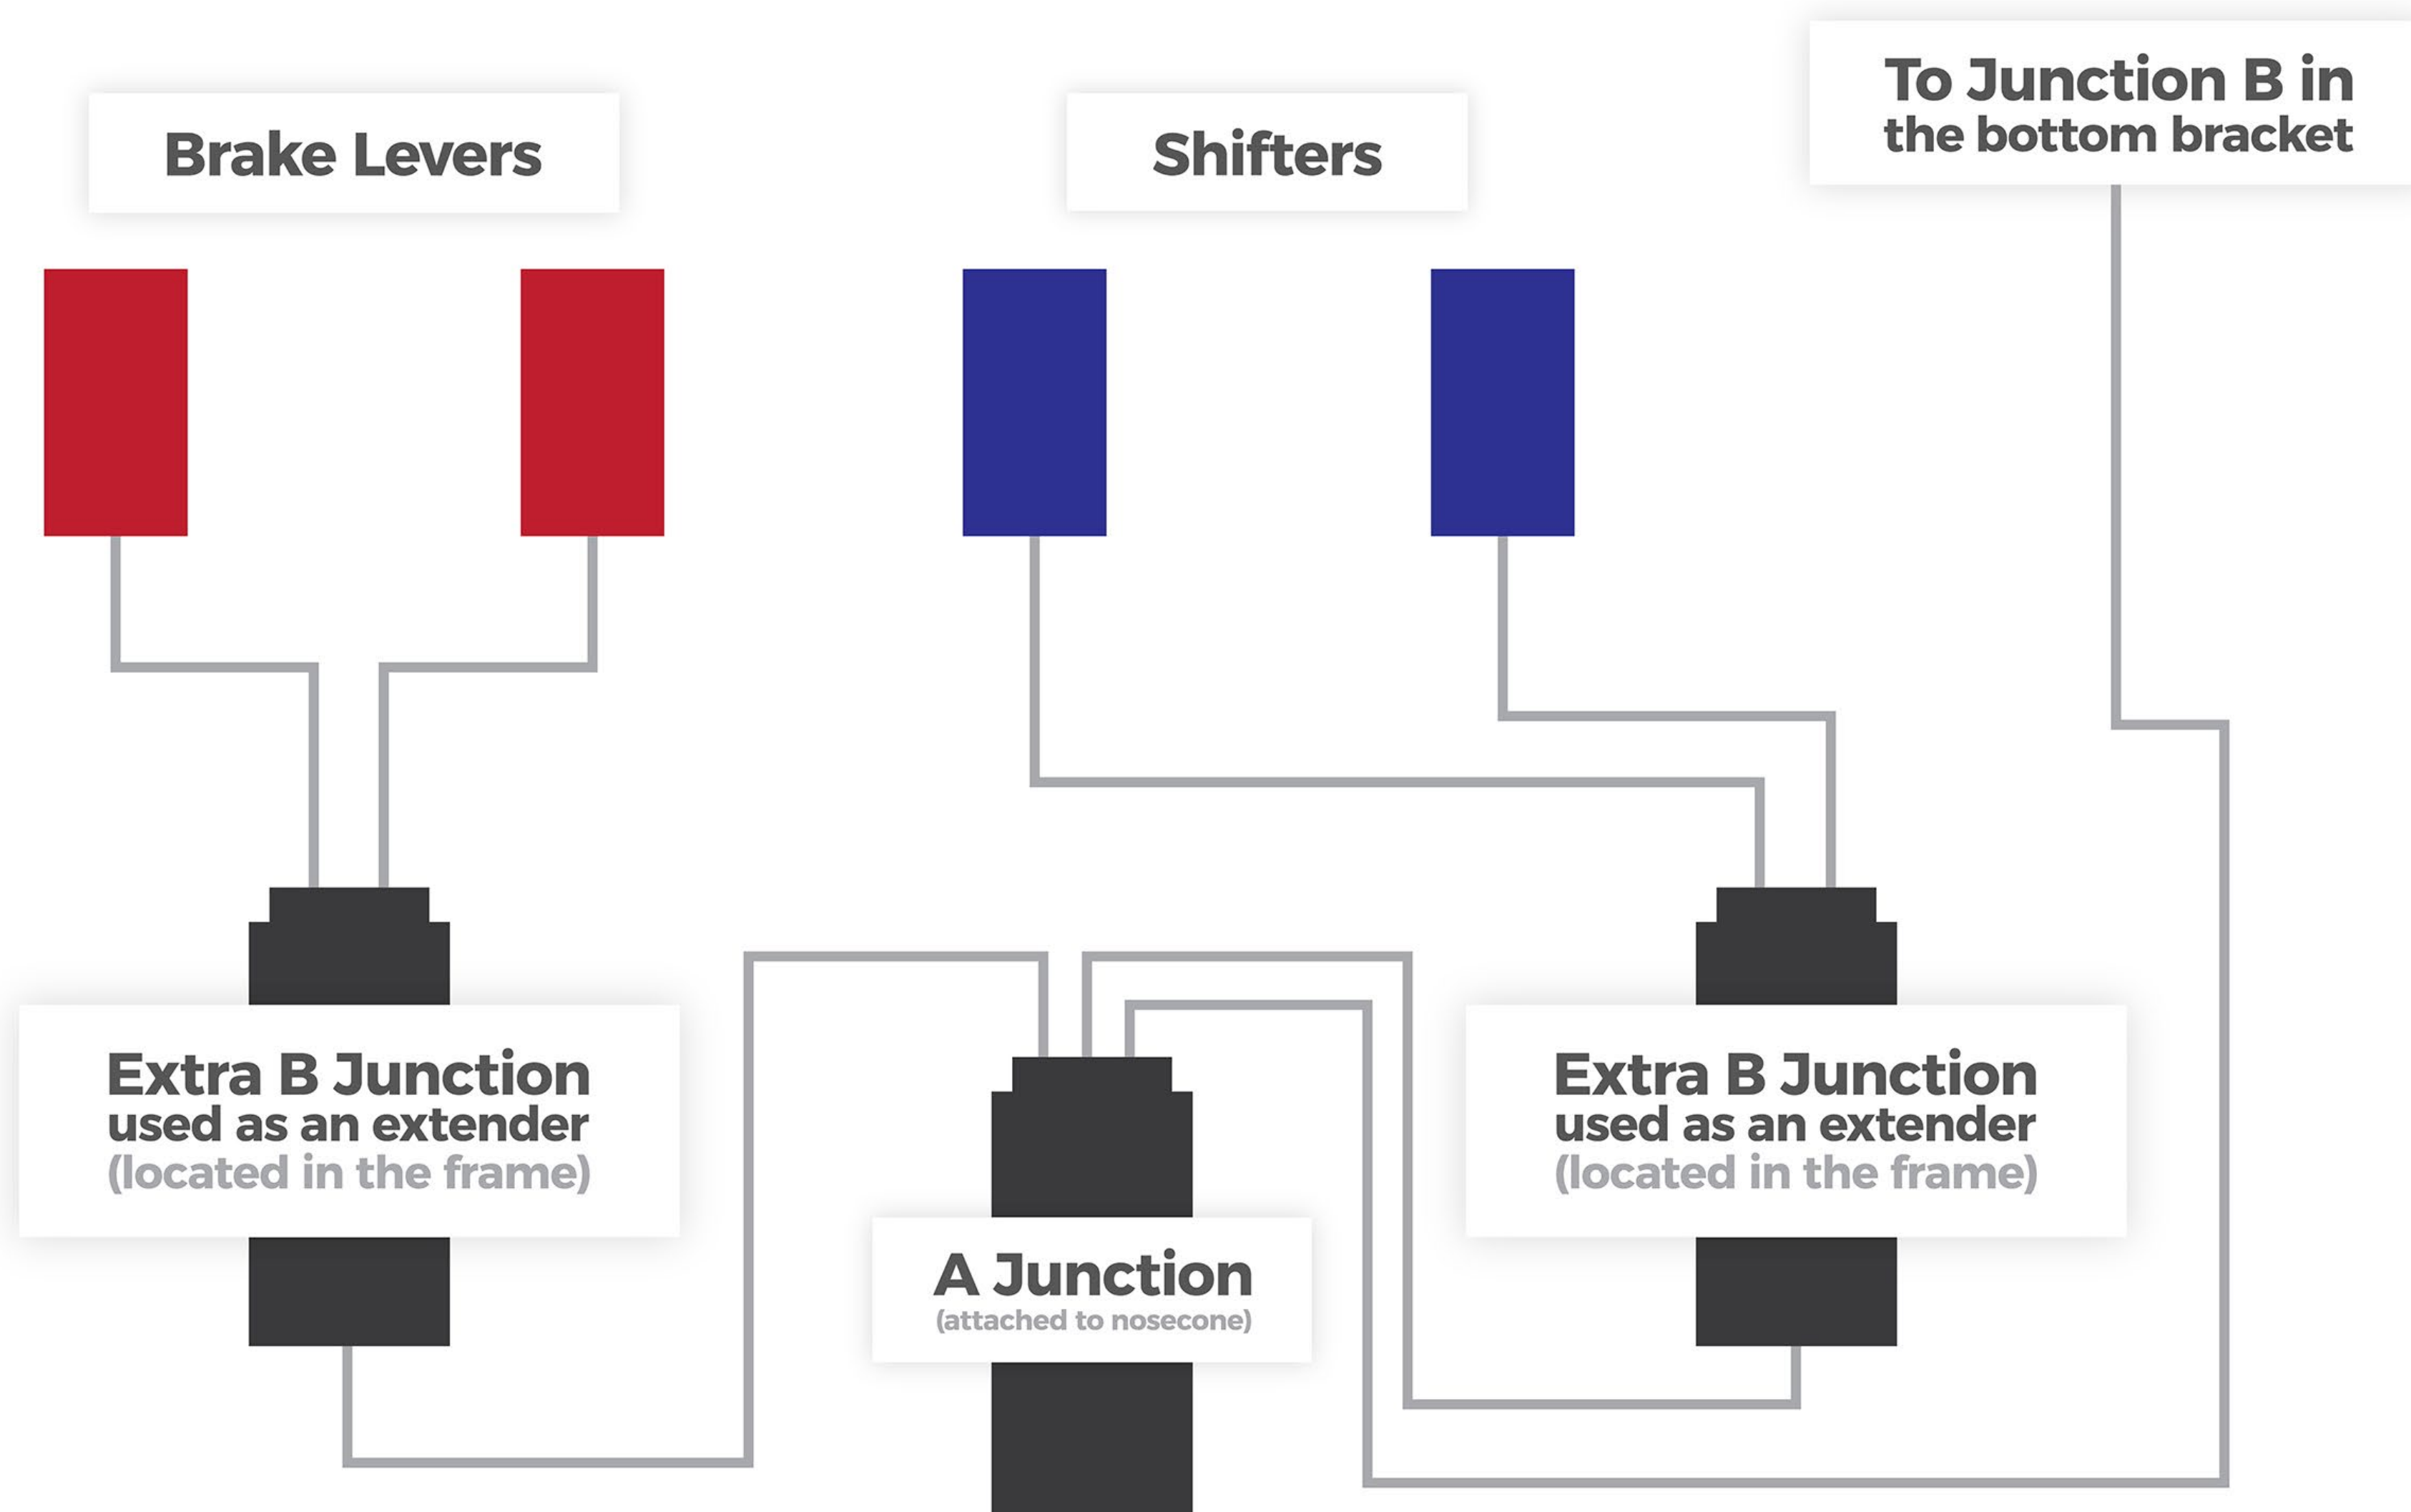 To Junction B in
the bottom bracket
Brake Levers
Shifters
Extra B Junction
used as an extender
(located in the frame)
A Junction
(attached to nosecone)
Extra B Junction
used as an extender
(located in the frame)